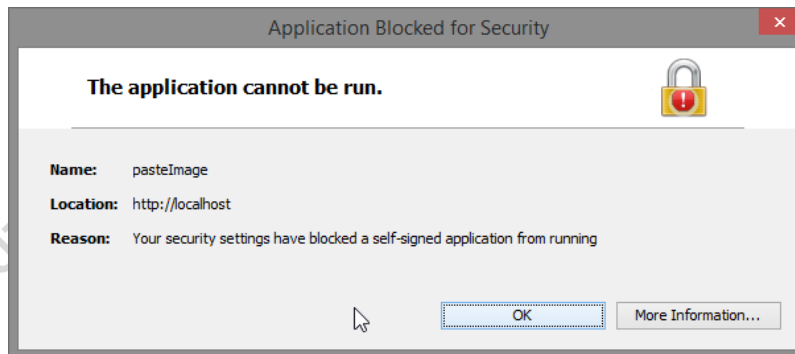 Application Blocked for Security
The application cannot be run.
Name: pasteImage
Location: http://localhost
Reason: Your security settings have blocked a self-signed application from running
OK More Information...